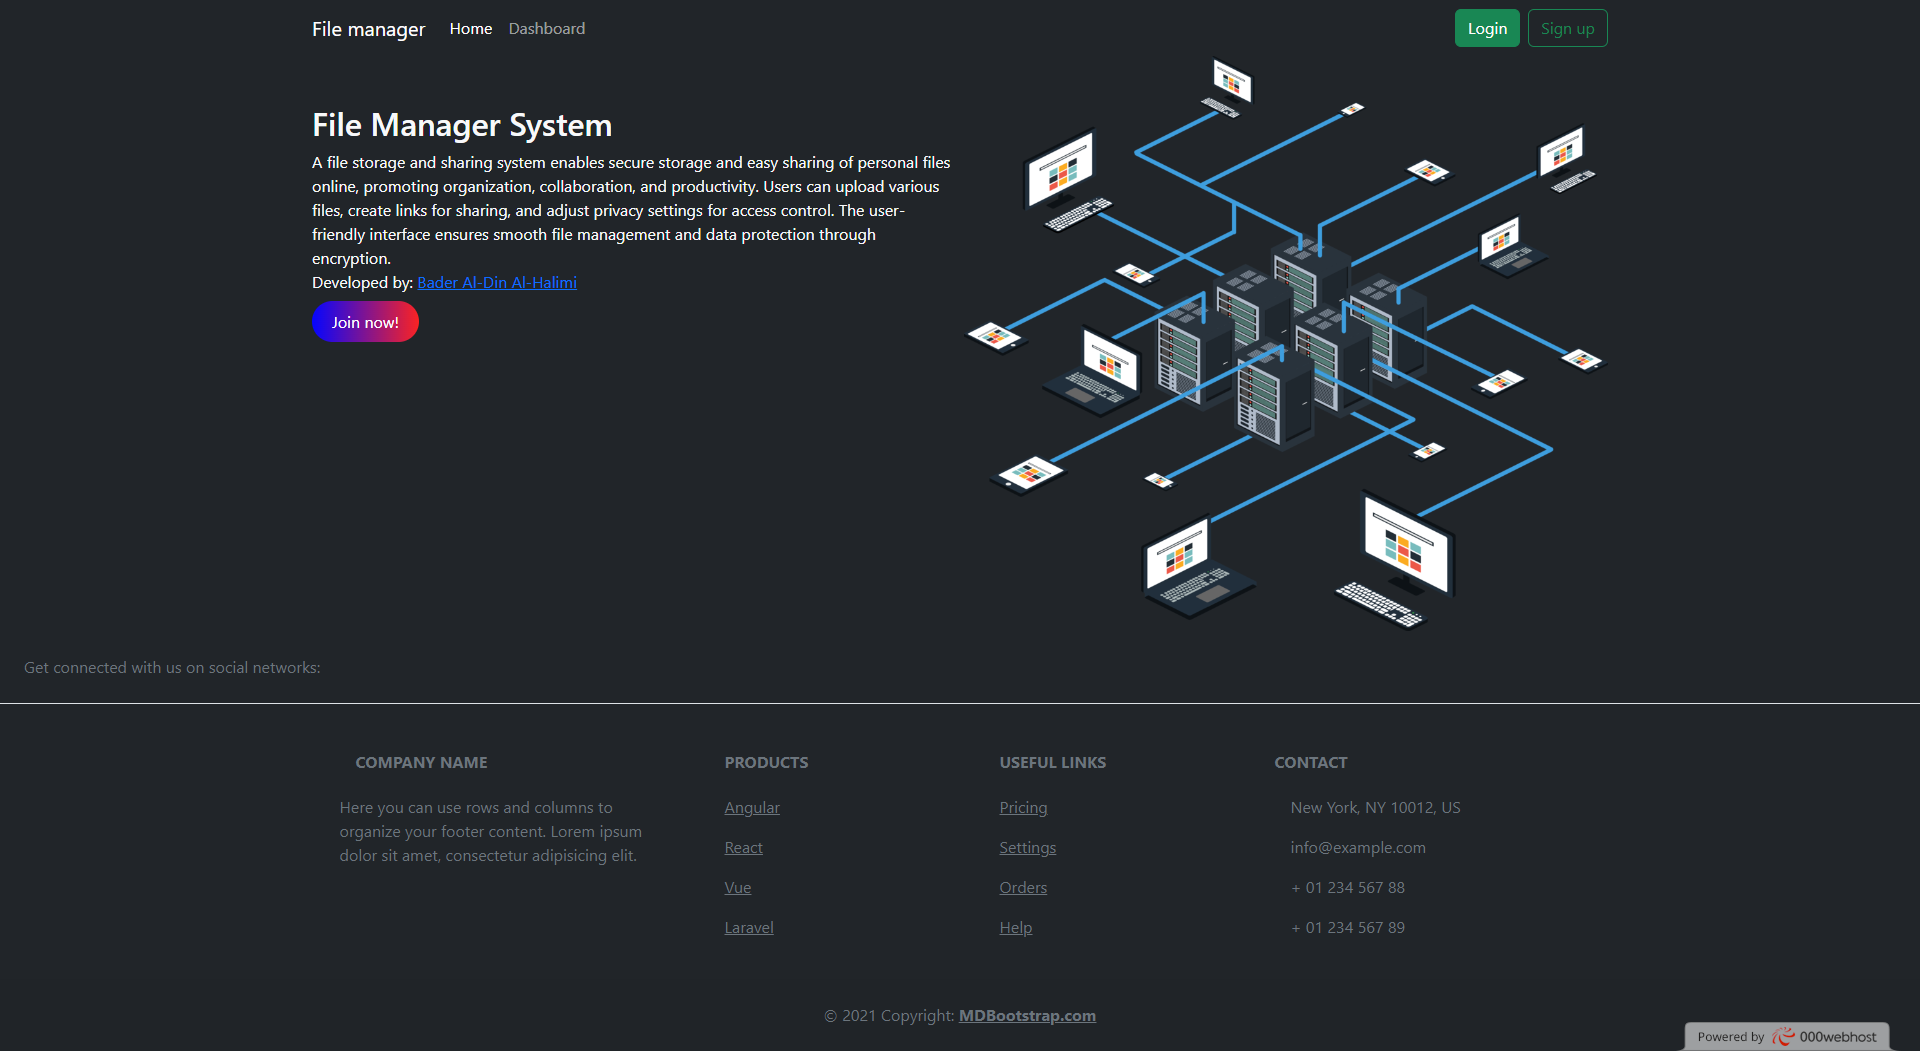 File manager
Home
Dashboard
Login
Sign up
File Manager System
A file storage and sharing system enables secure storage and easy sharing of personal files
online, promoting organization, collaboration, and productivity. Users can upload various
files, create links for sharing, and adjust privacy settings for access control. The user-
friendly interface ensures smooth file management and data protection through
encryption.
Developed by: Bader Al-Din Al-Halimi
Join now!
Get connected with us on social networks:
COMPANY NAME
Here you can use rows and columns to
organize your footer content. Lorem ipsum
dolor sit amet, consectetur adipisicing elit.
PRODUCTS
Angular
React
Vue
Laravel
USEFUL LINKS
Pricing
Settings
Orders
Help
CONTACT
New York, NY 10012, US
info@example.com
+ 01 234 567 88
+ 01 234 567 89
© 2021 Copyright: MDBootstrap.com
Powered by 000webhost